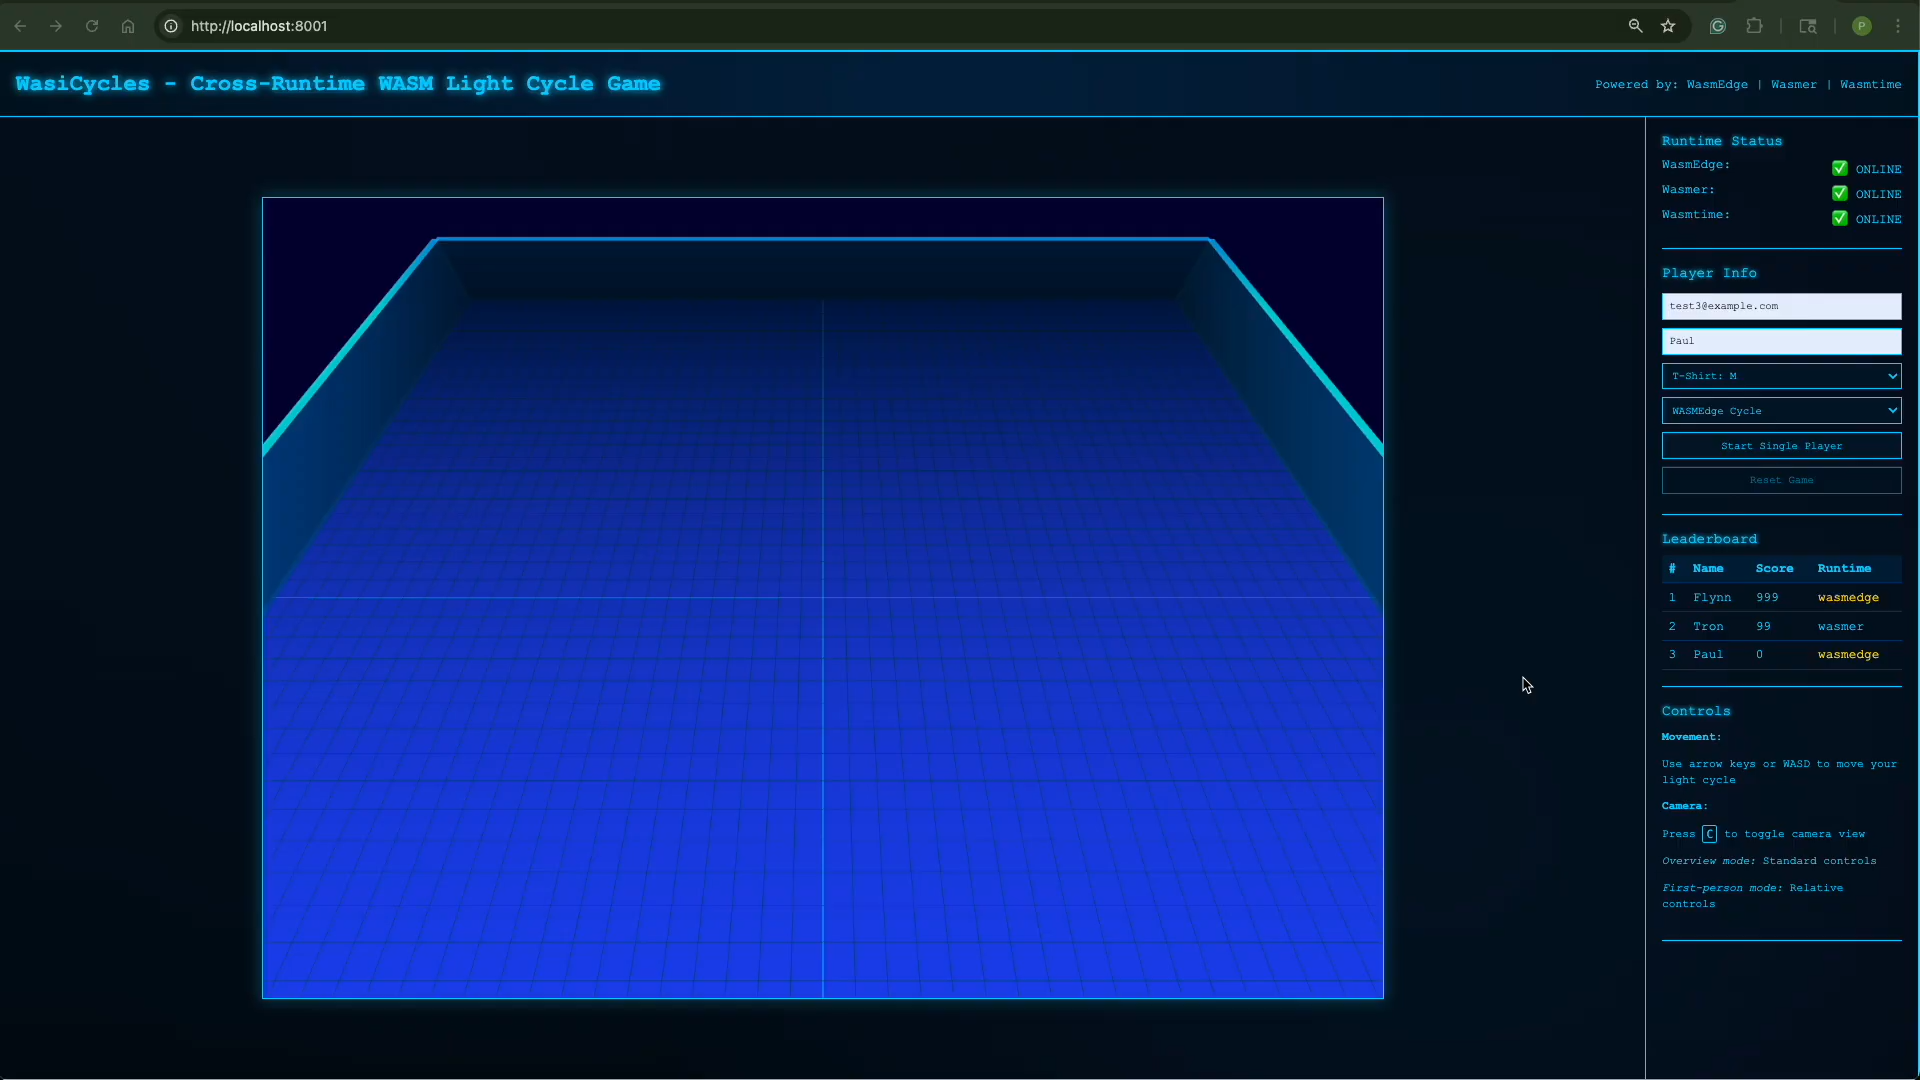 http://localhost:8001
P
WasiCycles - Cross-Runtime WASM Light Cycle Game
Powered by: WasmEdge | Wasmer | Wasmtime
Runtime Status
WasmEdge: ✅ ONLINE
Wasmer: ✅ ONLINE
Wasmtime: ✅ ONLINE
Player Info
test3@example.com
Paul
T-Shirt: M
WASMEdge Cycle
Start Single Player
Reset Game
Leaderboard
# Name Score Runtime
1 Flynn 999 wasmedge
2 Tron 99 wasmer
3 Paul 0 wasmedge
Controls
Movement:
Use arrow keys or WASD to move your
light cycle
Camera:
Press C to toggle camera view
Overview mode: Standard controls
First-person mode: Relative
controls